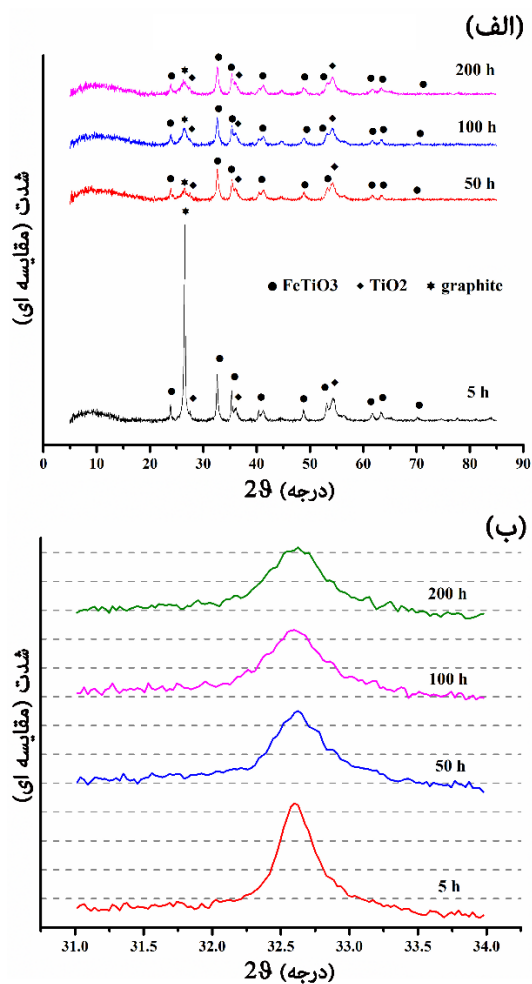 (الف)
200 h
100 h
50 h
● FeTiO3 ◆ TiO2 ✷ graphite
5 h
شدت (مقایسه ای)
0 10 20 30 40 50 60 70 80 90
2ϑ (درجه)
(ب)
200 h
100 h
50 h
5 h
شدت (مقایسه ای)
31.0 31.5 32.0 32.5 33.0 33.5 34.0
2ϑ (درجه)